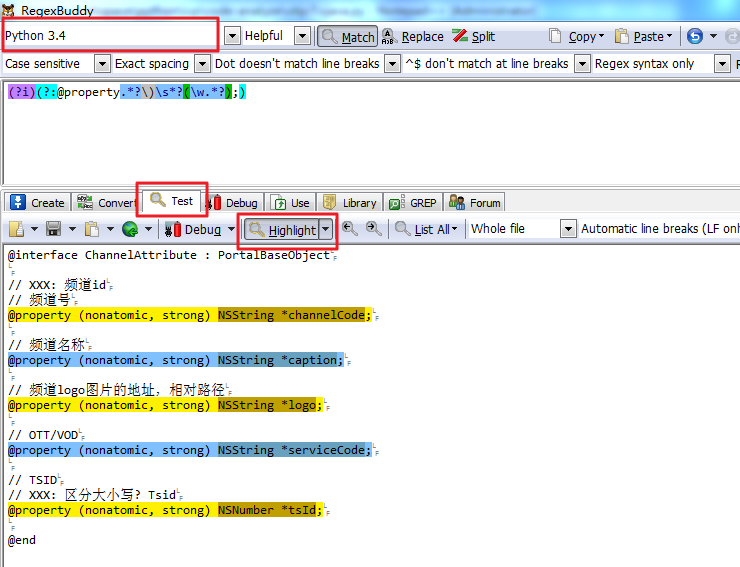 RegexBuddy
Python 3.4 Helpful Match Replace Split Copy Paste
Case sensitive Exact spacing Dot doesn't match line breaks ^$ don't match at line breaks Regex syntax only
(?i)(?:@property.*?\)\s*?(\w.*?);)
Create Convert Test Debug Use Library GREP Forum
Debug Highlight List All Whole file Automatic line breaks (LF onl
@interface ChannelAttribute : PortalBaseObject
// XXX: 频道id
// 频道号
@property (nonatomic, strong) NSString *channelCode;
// 频道名称
@property (nonatomic, strong) NSString *caption;
// 频道logo图片的地址，相对路径
@property (nonatomic, strong) NSString *logo;
// OTT/VOD
@property (nonatomic, strong) NSString *serviceCode;
// TSID
// XXX: 区分大小写? Tsid
@property (nonatomic, strong) NSNumber *tsId;
@end